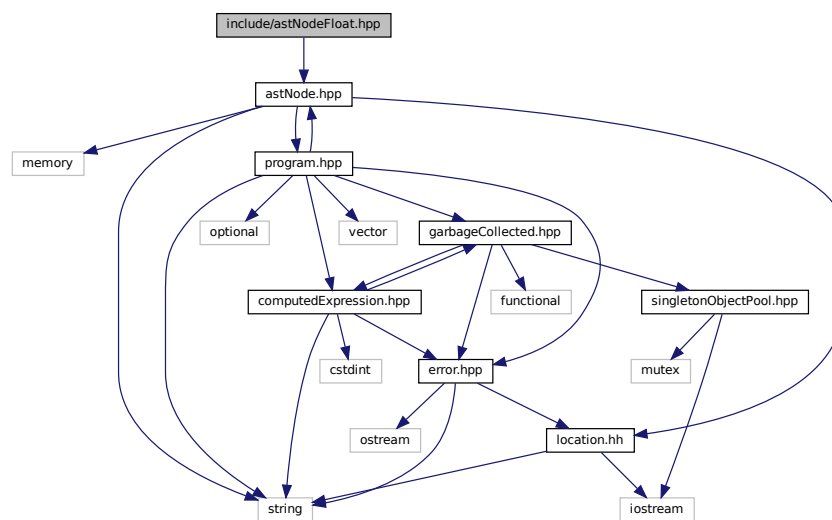 include/astNodeFloat.hpp
astNode.hpp
memory
program.hpp
optional
vector
garbageCollected.hpp
computedExpression.hpp
functional
singletonObjectPool.hpp
cstdint
error.hpp
mutex
ostream
location.hh
string
iostream